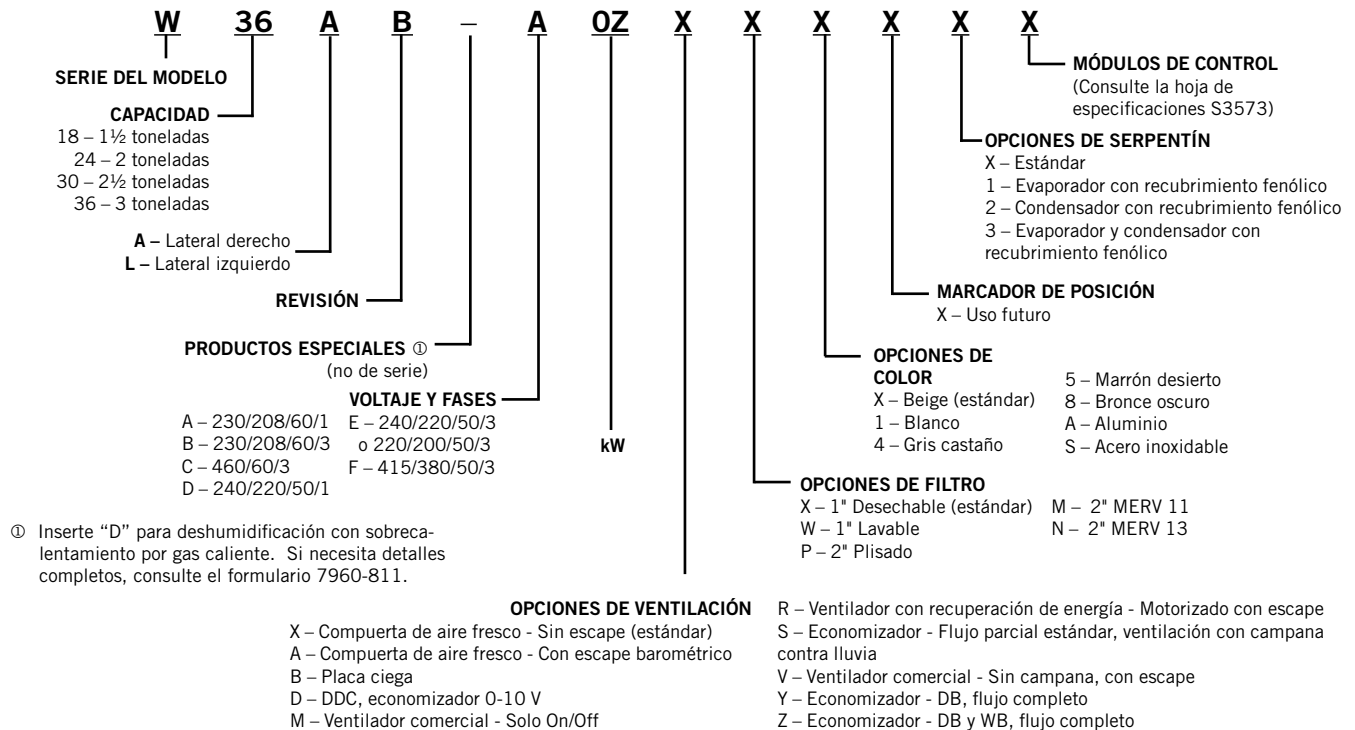 W 36 A B – A 0Z X X X X X X
SERIE DEL MODELO
CAPACIDAD
18 – 1½ toneladas
24 – 2 toneladas
30 – 2½ toneladas
36 – 3 toneladas
A – Lateral derecho
L – Lateral izquierdo
REVISIÓN
PRODUCTOS ESPECIALES ①
(no de serie)
VOLTAJE Y FASES
A – 230/208/60/1
B – 230/208/60/3
C – 460/60/3
D – 240/220/50/1
E – 240/220/50/3
o 220/200/50/3
F – 415/380/50/3
kW
① Inserte “D” para deshumidificación con sobreca-
lentamiento por gas caliente. Si necesita detalles
completos, consulte el formulario 7960-811.
MÓDULOS DE CONTROL
(Consulte la hoja de
especificaciones S3573)
OPCIONES DE SERPENTÍN
X – Estándar
1 – Evaporador con recubrimiento fenólico
2 – Condensador con recubrimiento fenólico
3 – Evaporador y condensador con
recubrimiento fenólico
MARCADOR DE POSICIÓN
X – Uso futuro
OPCIONES DE
COLOR
X – Beige (estándar)
1 – Blanco
4 – Gris castaño
5 – Marrón desierto
8 – Bronce oscuro
A – Aluminio
S – Acero inoxidable
OPCIONES DE FILTRO
X – 1" Desechable (estándar)
W – 1" Lavable
P – 2" Plisado
M – 2" MERV 11
N – 2" MERV 13
OPCIONES DE VENTILACIÓN
X – Compuerta de aire fresco - Sin escape (estándar)
A – Compuerta de aire fresco - Con escape barométrico
B – Placa ciega
D – DDC, economizador 0-10 V
M – Ventilador comercial - Solo On/Off
R – Ventilador con recuperación de energía - Motorizado con escape
S – Economizador - Flujo parcial estándar, ventilación con campana
contra lluvia
V – Ventilador comercial - Sin campana, con escape
Y – Economizador - DB, flujo completo
Z – Economizador - DB y WB, flujo completo